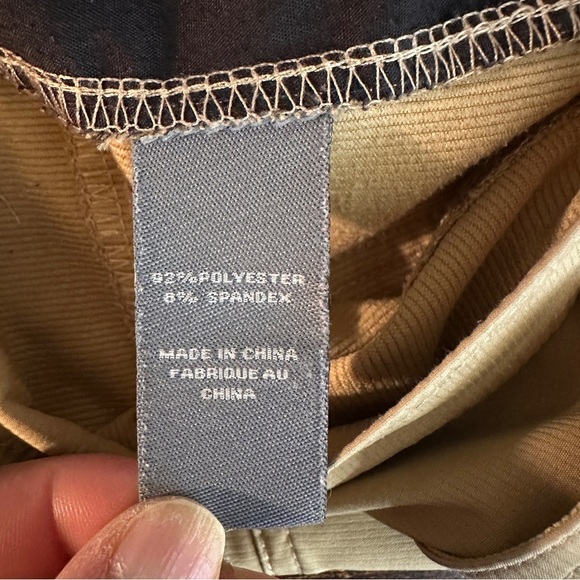 92% POLYESTER
8% SPANDEX
MADE IN CHINA
FABRIQUE AU
CHINA